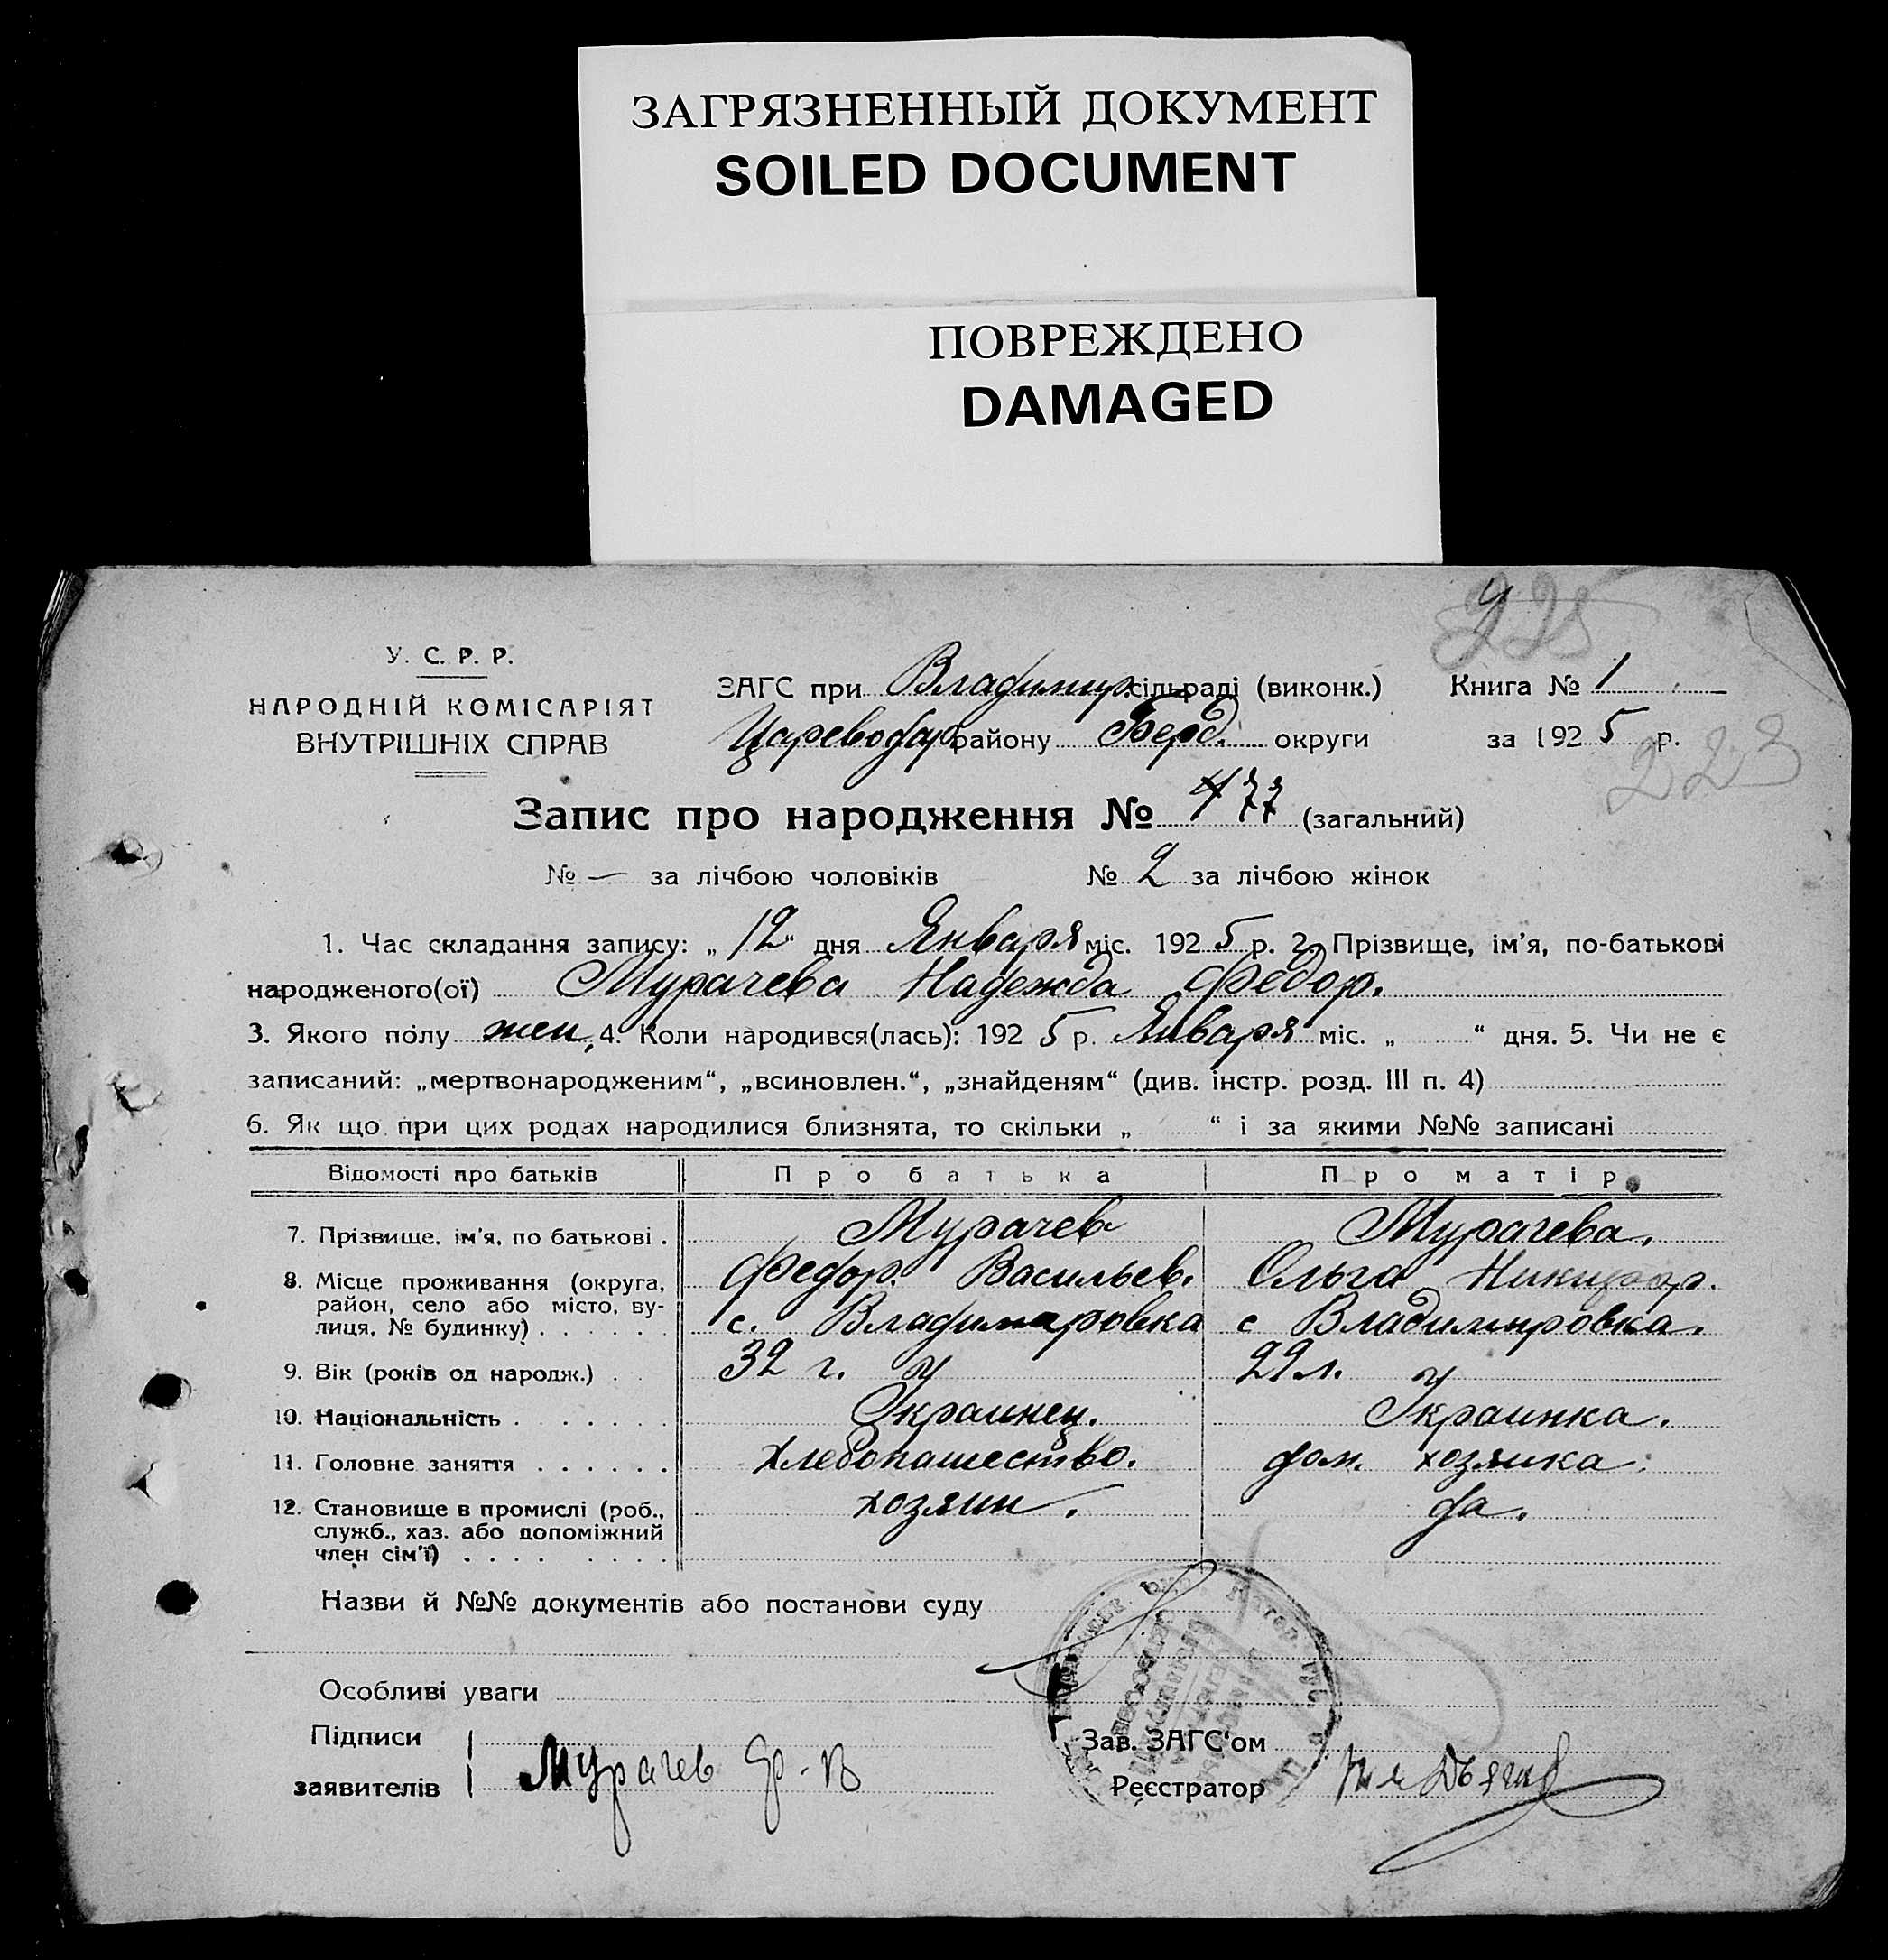 ЗАГРЯЗНЕННЫЙ ДОКУМЕНТ
SOILED DOCUMENT
ПОВРЕЖДЕНО
DAMAGED
225
У. С. Р. Р.
НАРОДНІЙ КОМІСАРІЯТ
ВНУТРІШНІХ СПРАВ
ЗАГС при Владимир. сільраді (виконк.) Книга № 1
Цареводар району Берд. округи за 1925 р.
223
Запис про народження № 477 (загальний)
№ — за лічбою чоловіків № 2 за лічбою жінок
1. Час складання запису: „12“ дня Января міс. 1925 р. 2. Прізвище, ім'я, по-батькові
народженого(ої) Мурачева Надежда Федор.
3. Якого полу жен, 4. Коли народився(лась): 1925 р. Января міс. „ “ дня. 5. Чи не є
записаний: „мертвонародженим“, „всиновлен.“, „знайденям“ (див. інстр. розд. III п. 4)
6. Як що при цих родах народилися близнята, то скільки „ “ і за якими №№ записані
Відомості про батьків Про батька Про матір
7. Прізвище, ім'я, по батькові . Мурачев Мурачева.
8. Місце проживання (округа, Федор. Васильев. Ольга Никифор.
район, село або місто, ву-
лиця, № будинку) . . . . . . с. Владимировка с Владимировка.
9. Вік (років од народж.) . . 32 г. у 29 л. у
10. Національність . . . . . . . Украинец. Украинка.
11. Головне заняття . . . . . . Хлебопашество. дом. хозяйка.
12. Становище в промислі (роб., хозяин. да.
служб., хаз. або допоміжний
член сім'ї) . . . . . . . .
Назви й №№ документів або постанови суду
Особливі уваги
Підписи
заявителів Мурачев Ф. В
Зав. ЗАГС'ом
Реєстратор